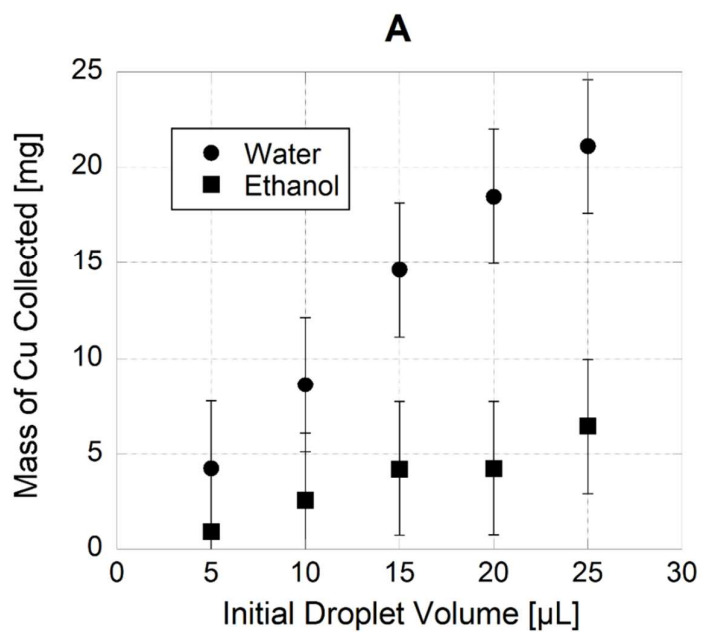 A
25
20
15
10
5
0
Mass of Cu Collected [mg]
Water
Ethanol
0 5 10 15 20 25 30
Initial Droplet Volume [µL]